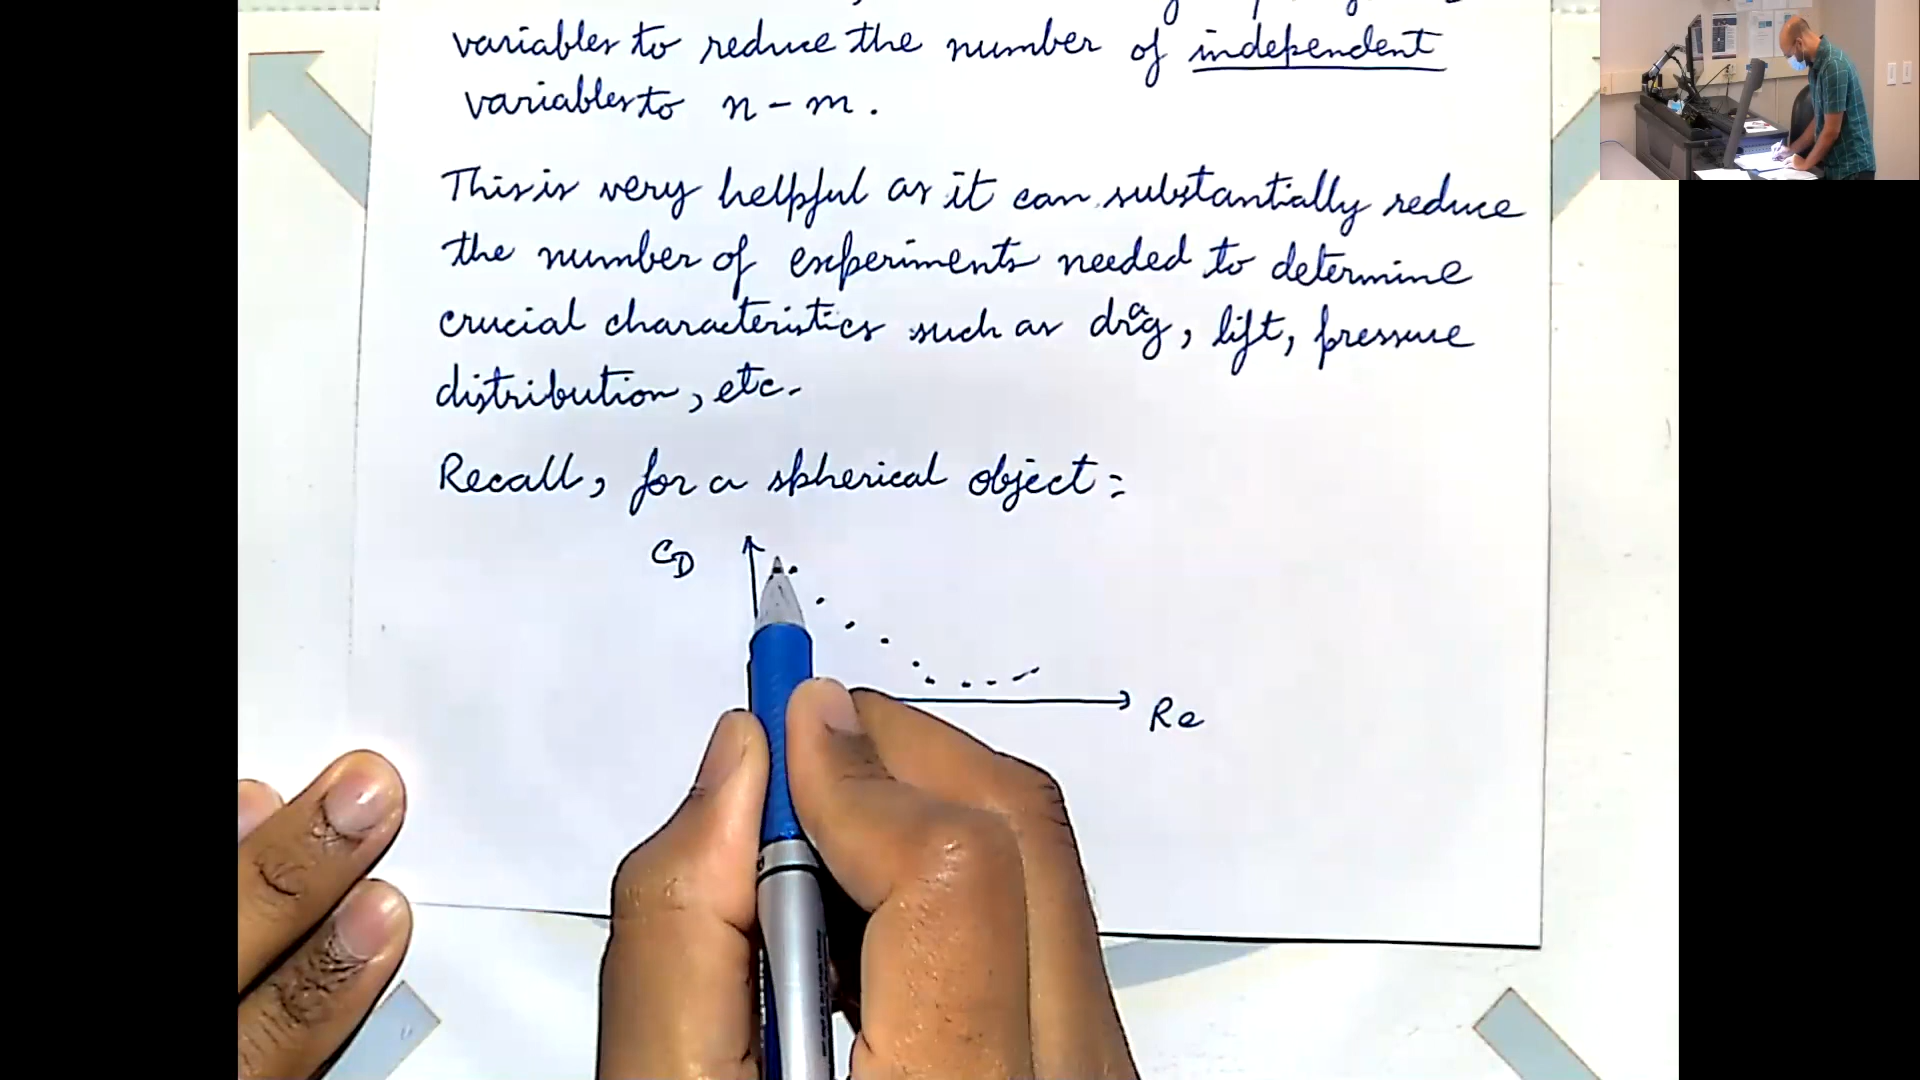 variables to reduce the number of independent
variables to n - m.
This is very helpful as it can substantially reduce
the number of experiments needed to determine
crucial characteristics such as drag, lift, pressure
distribution, etc.
Recall, for a spherical object:
CD
Re